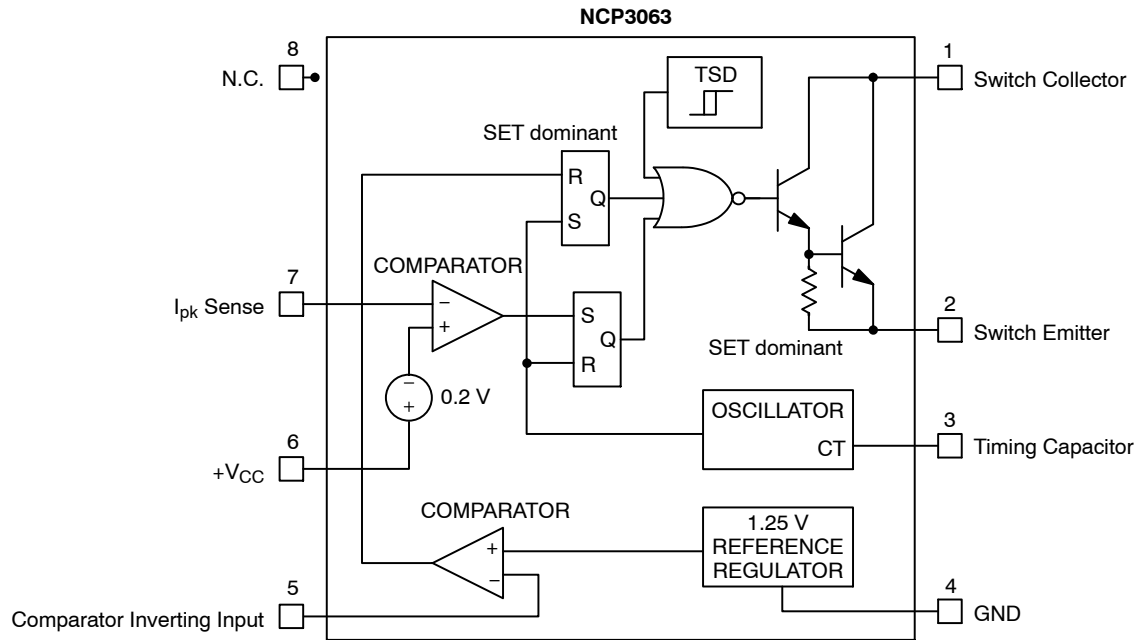 NCP3063
8
N.C.
1
Switch Collector
TSD
SET dominant
R
Q
S
COMPARATOR
7
Ipk Sense
−
+
S
Q
R
2
Switch Emitter
SET dominant
−
+
0.2 V
6
+VCC
OSCILLATOR
CT
3
Timing Capacitor
COMPARATOR
+
−
1.25 V
REFERENCE
REGULATOR
5
Comparator Inverting Input
4
GND